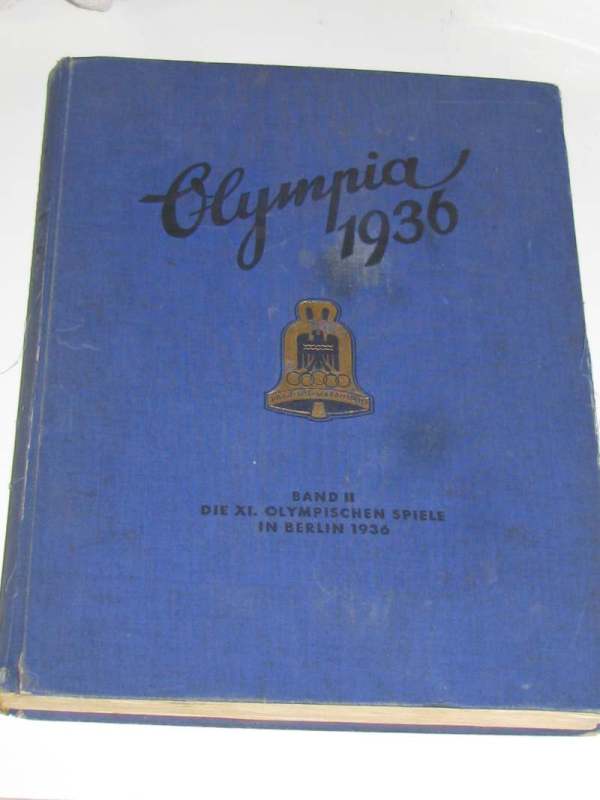 Olympia
1936
BAND II
DIE XI. OLYMPISCHEN SPIELE
IN BERLIN 1936